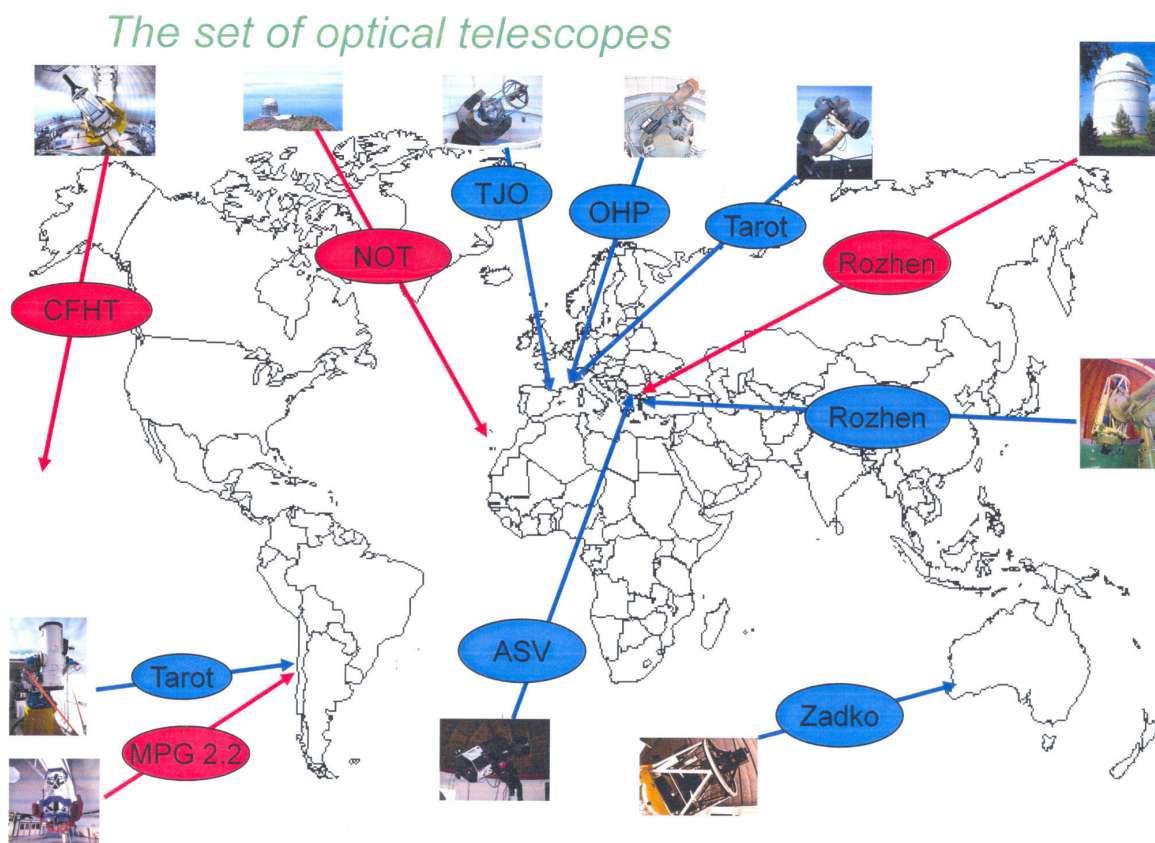 The set of optical telescopes
TJO
OHP
Tarot
NOT
Rozhen
CFHT
Rozhen
ASV
Tarot
Zadko
MPG 2.2